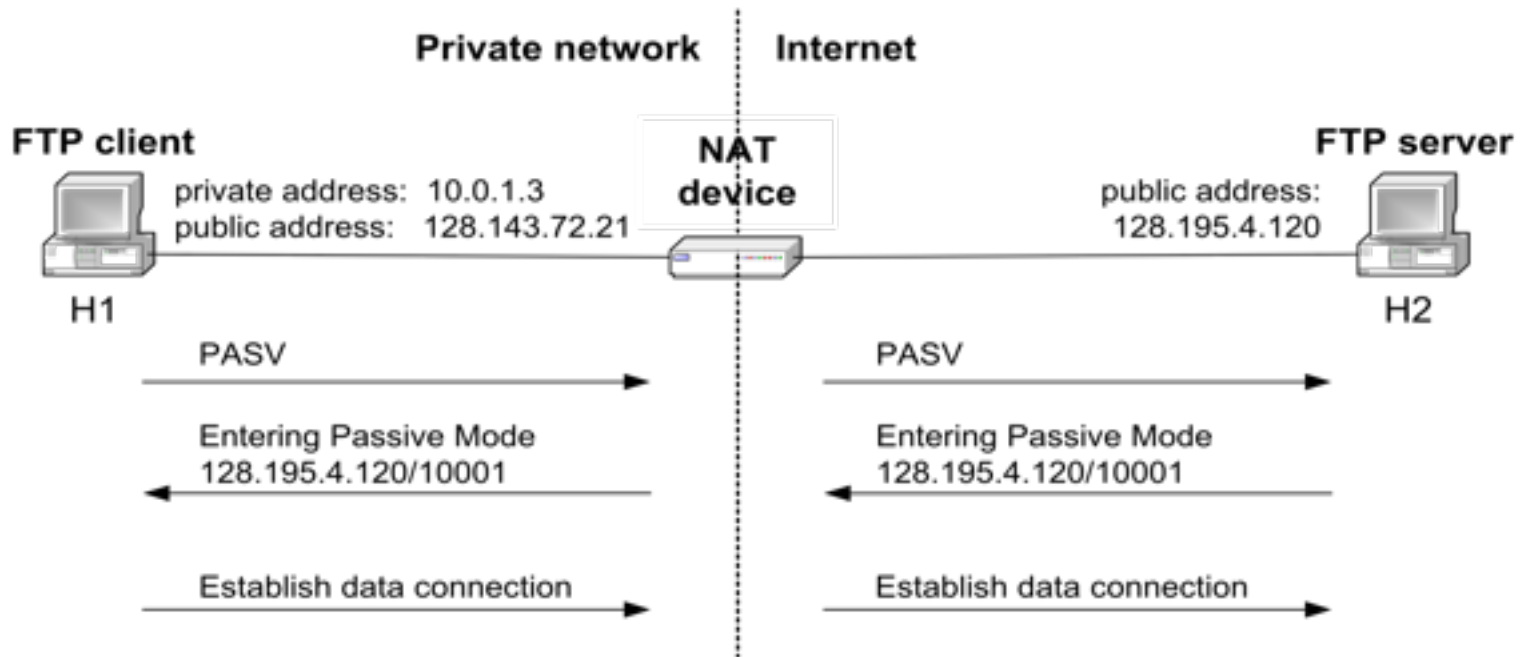 Private network
Internet
FTP client
NAT
device
FTP server
private address: 10.0.1.3
public address: 128.143.72.21
public address:
128.195.4.120
H1
H2
PASV
PASV
Entering Passive Mode
128.195.4.120/10001
Entering Passive Mode
128.195.4.120/10001
Establish data connection
Establish data connection